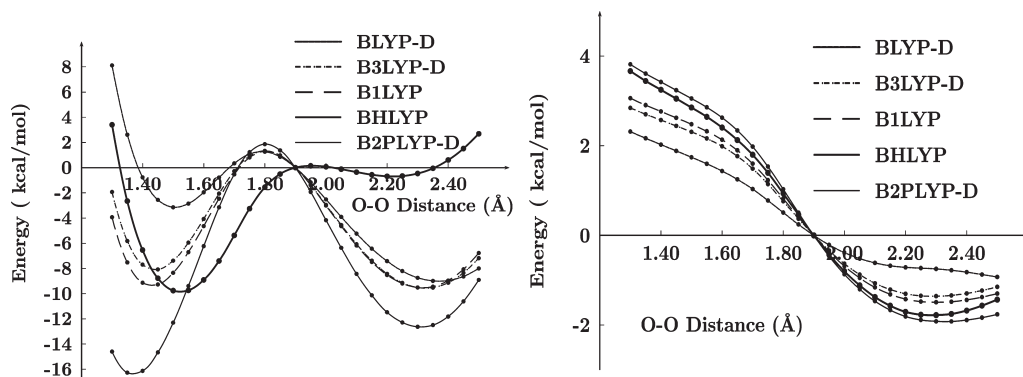 BLYP-D
B3LYP-D
B1LYP
BHLYP
B2PLYP-D
8
6
4
2
0
-2
-4
-6
-8
-10
-12
-14
-16
1.40 1.60 1.80 2.00 2.20 2.40
O-O Distance (Å)
Energy ( kcal/mol)
BLYP-D
B3LYP-D
B1LYP
BHLYP
B2PLYP-D
4
2
0
-2
1.40 1.60 1.80 2.00 2.20 2.40
O-O Distance (Å)
Energy ( kcal/mol)